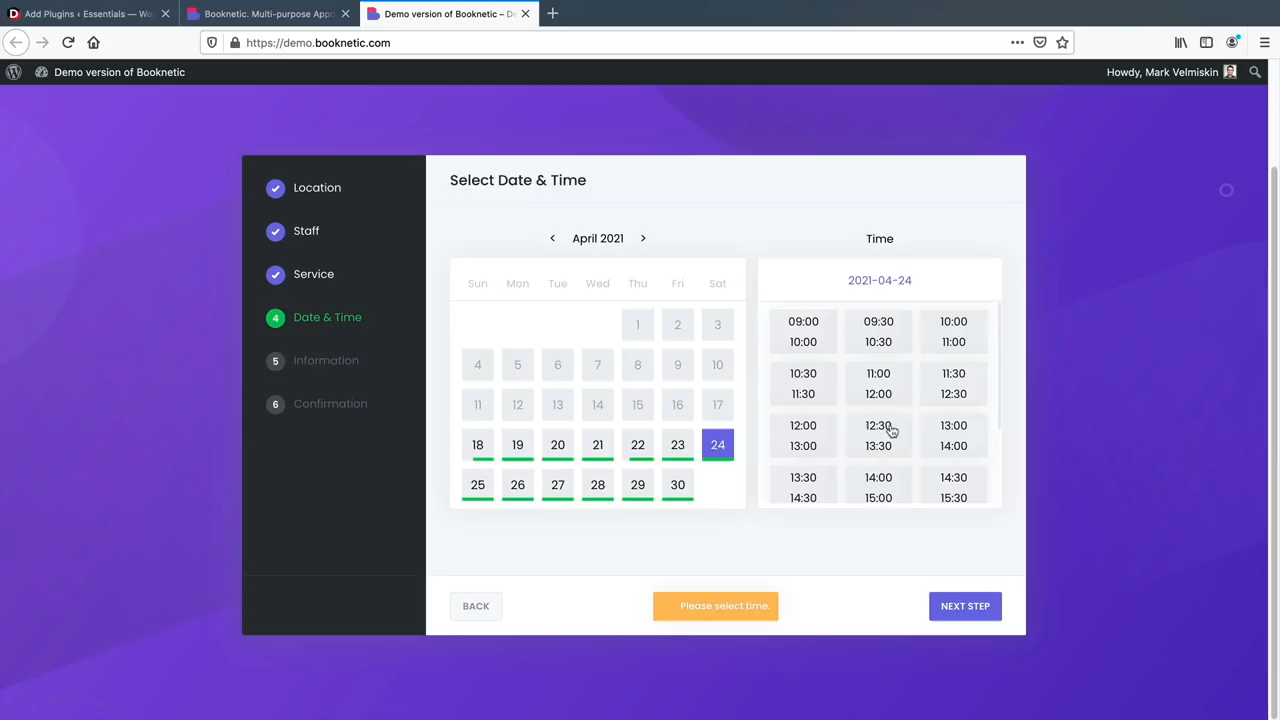 Add Plugins ‹ Essentials — Wo
Booknetic. Multi-purpose Appo
Demo version of Booknetic – De
https://demo.booknetic.com
Demo version of Booknetic
Howdy, Mark Velmiskin
Location
Staff
Service
4 Date & Time
5 Information
6 Confirmation
Select Date & Time
< April 2021 >
Sun Mon Tue Wed Thu Fri Sat
1 2 3
4 5 6 7 8 9 10
11 12 13 14 15 16 17
18 19 20 21 22 23 24
25 26 27 28 29 30
Time
2021-04-24
09:00 09:30 10:00
10:00 10:30 11:00
10:30 11:00 11:30
11:30 12:00 12:30
12:00 12:30 13:00
13:00 13:30 14:00
13:30 14:00 14:30
14:30 15:00 15:30
BACK
Please select time.
NEXT STEP